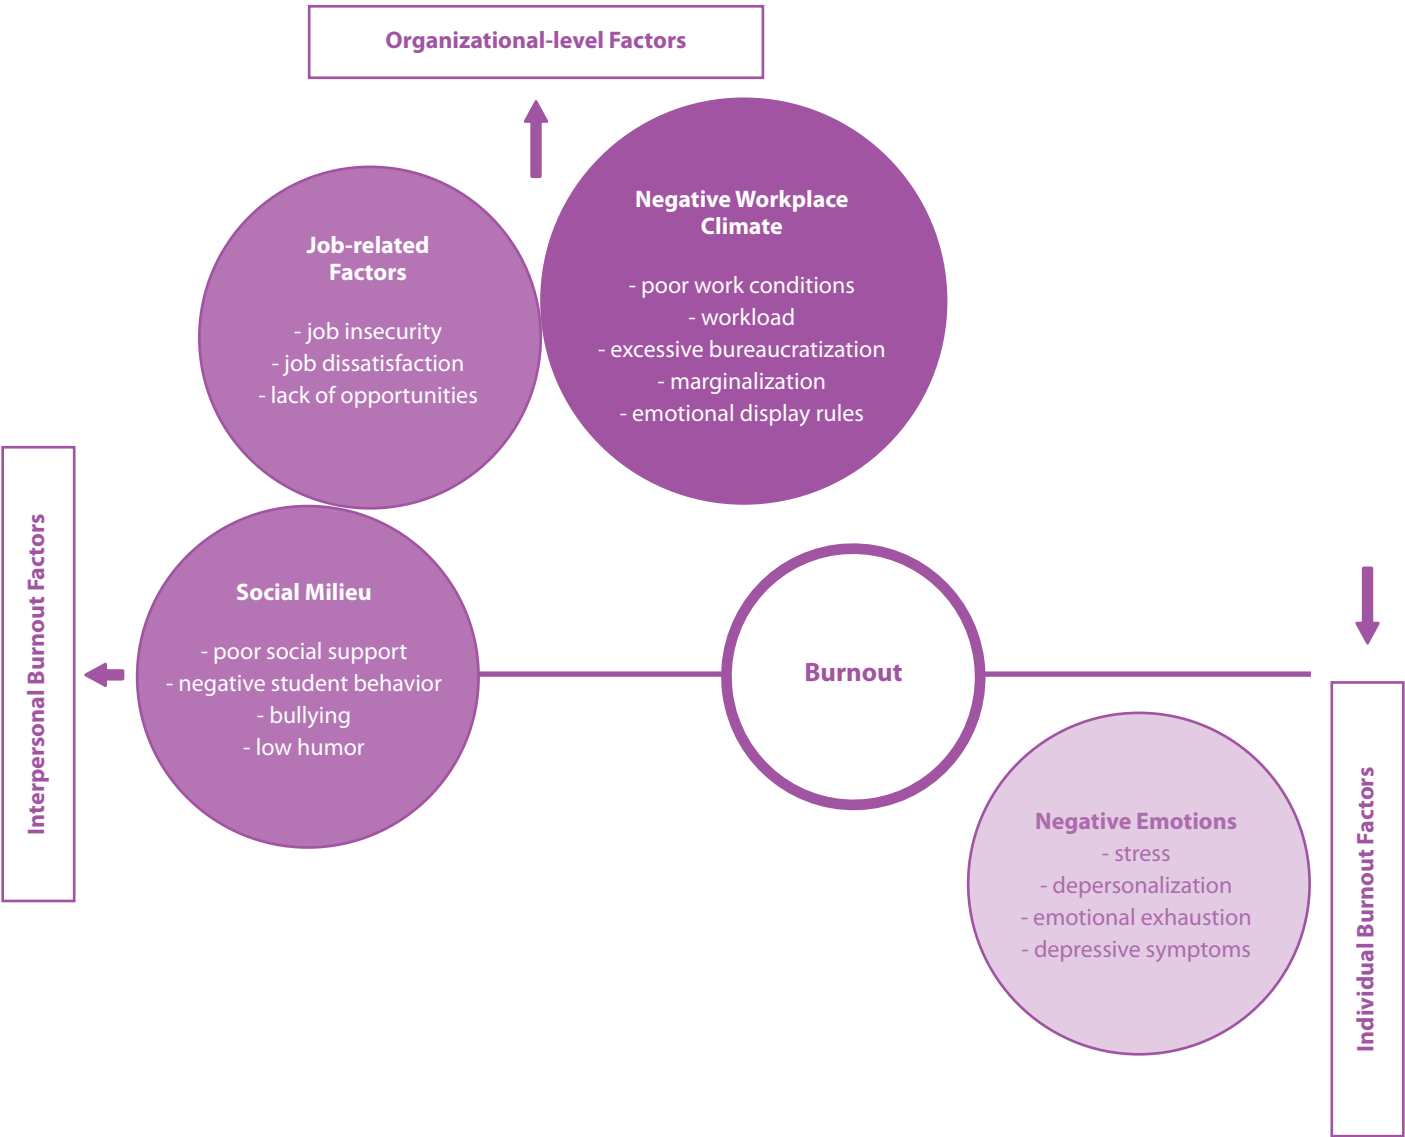 Organizational-level Factors
Negative Workplace
Climate
- poor work conditions
- workload
- excessive bureaucratization
- marginalization
- emotional display rules
Job-related
Factors
- job insecurity
- job dissatisfaction
- lack of opportunities
Interpersonal Burnout Factors
Social Milieu
- poor social support
- negative student behavior
- bullying
- low humor
Burnout
Negative Emotions
- stress
- depersonalization
- emotional exhaustion
- depressive symptoms
Individual Burnout Factors